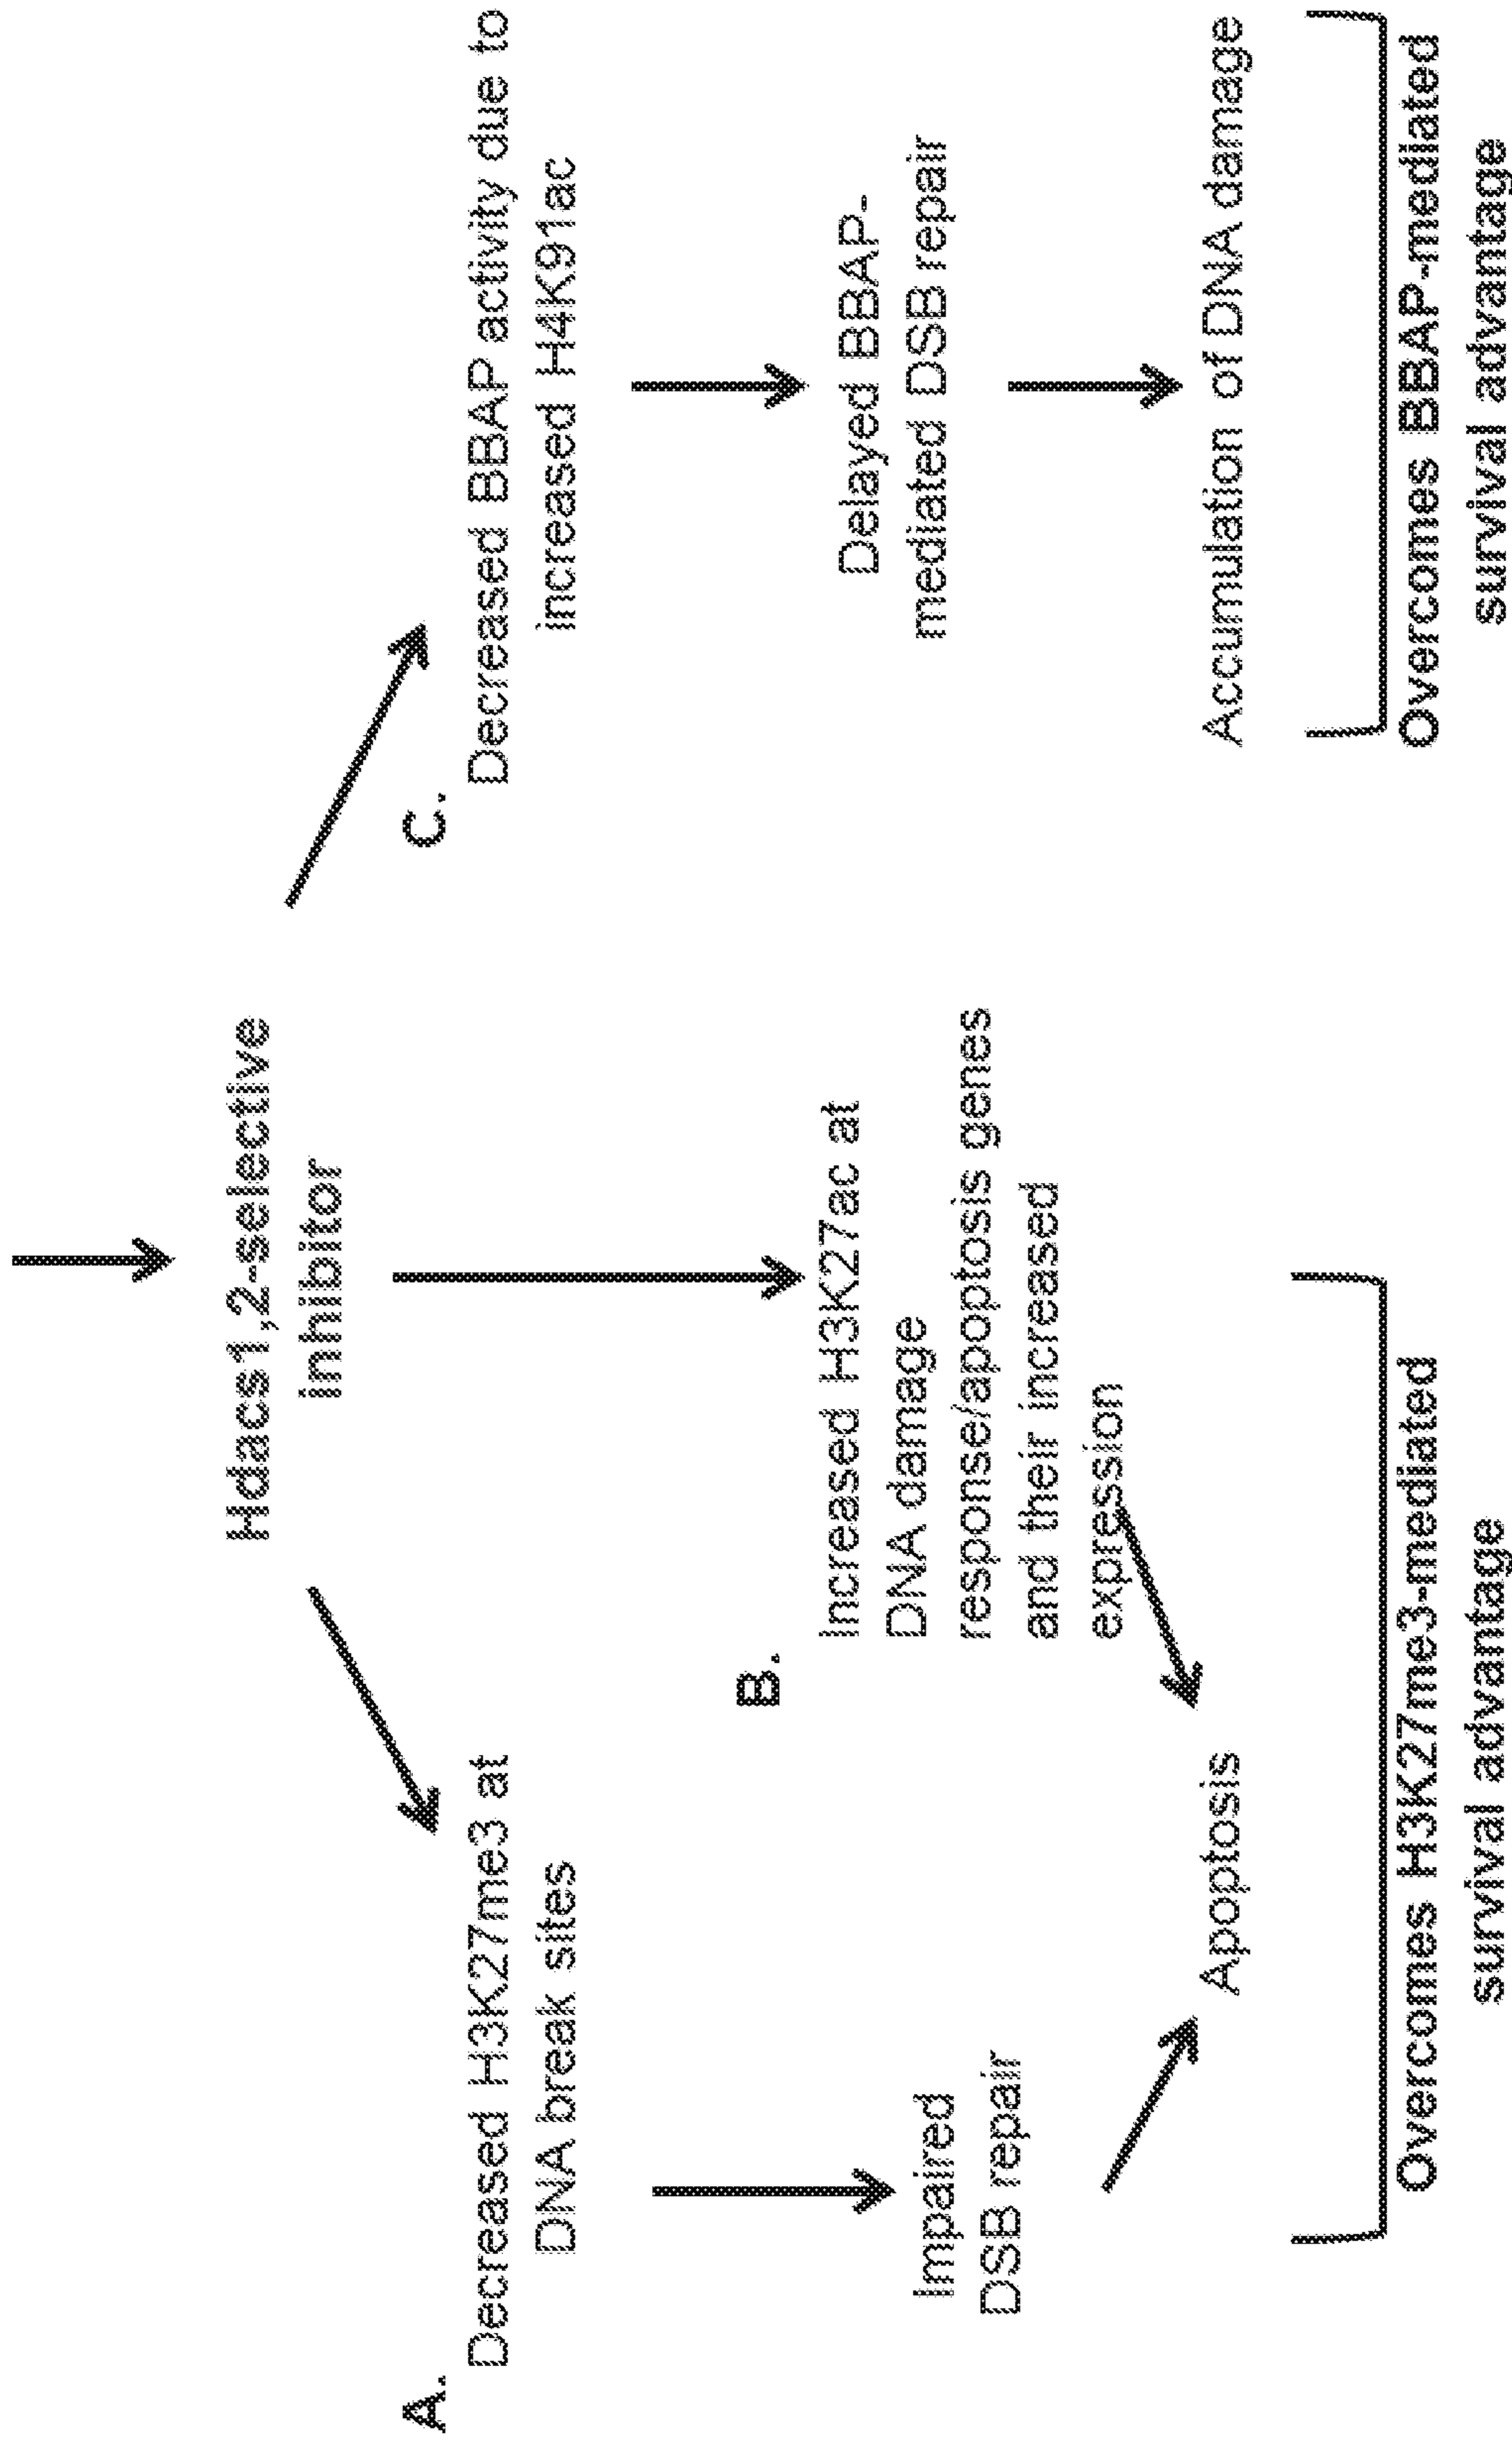 Hdacs1,2-selective
inhibitor
A.
Decreased H3K27me3 at
DNA break sites
Impaired
DSB repair
B.
Increased H3K27ac at
DNA damage
response/apoptosis genes
and their increased
expression
Apoptosis
Overcomes H3K27me3-mediated
survival advantage
C.
Decreased BBAP activity due to
increased H4K91ac
Delayed BBAP-
mediated DSB repair
Accumulation of DNA damage
Overcomes BBAP-mediated
survival advantage